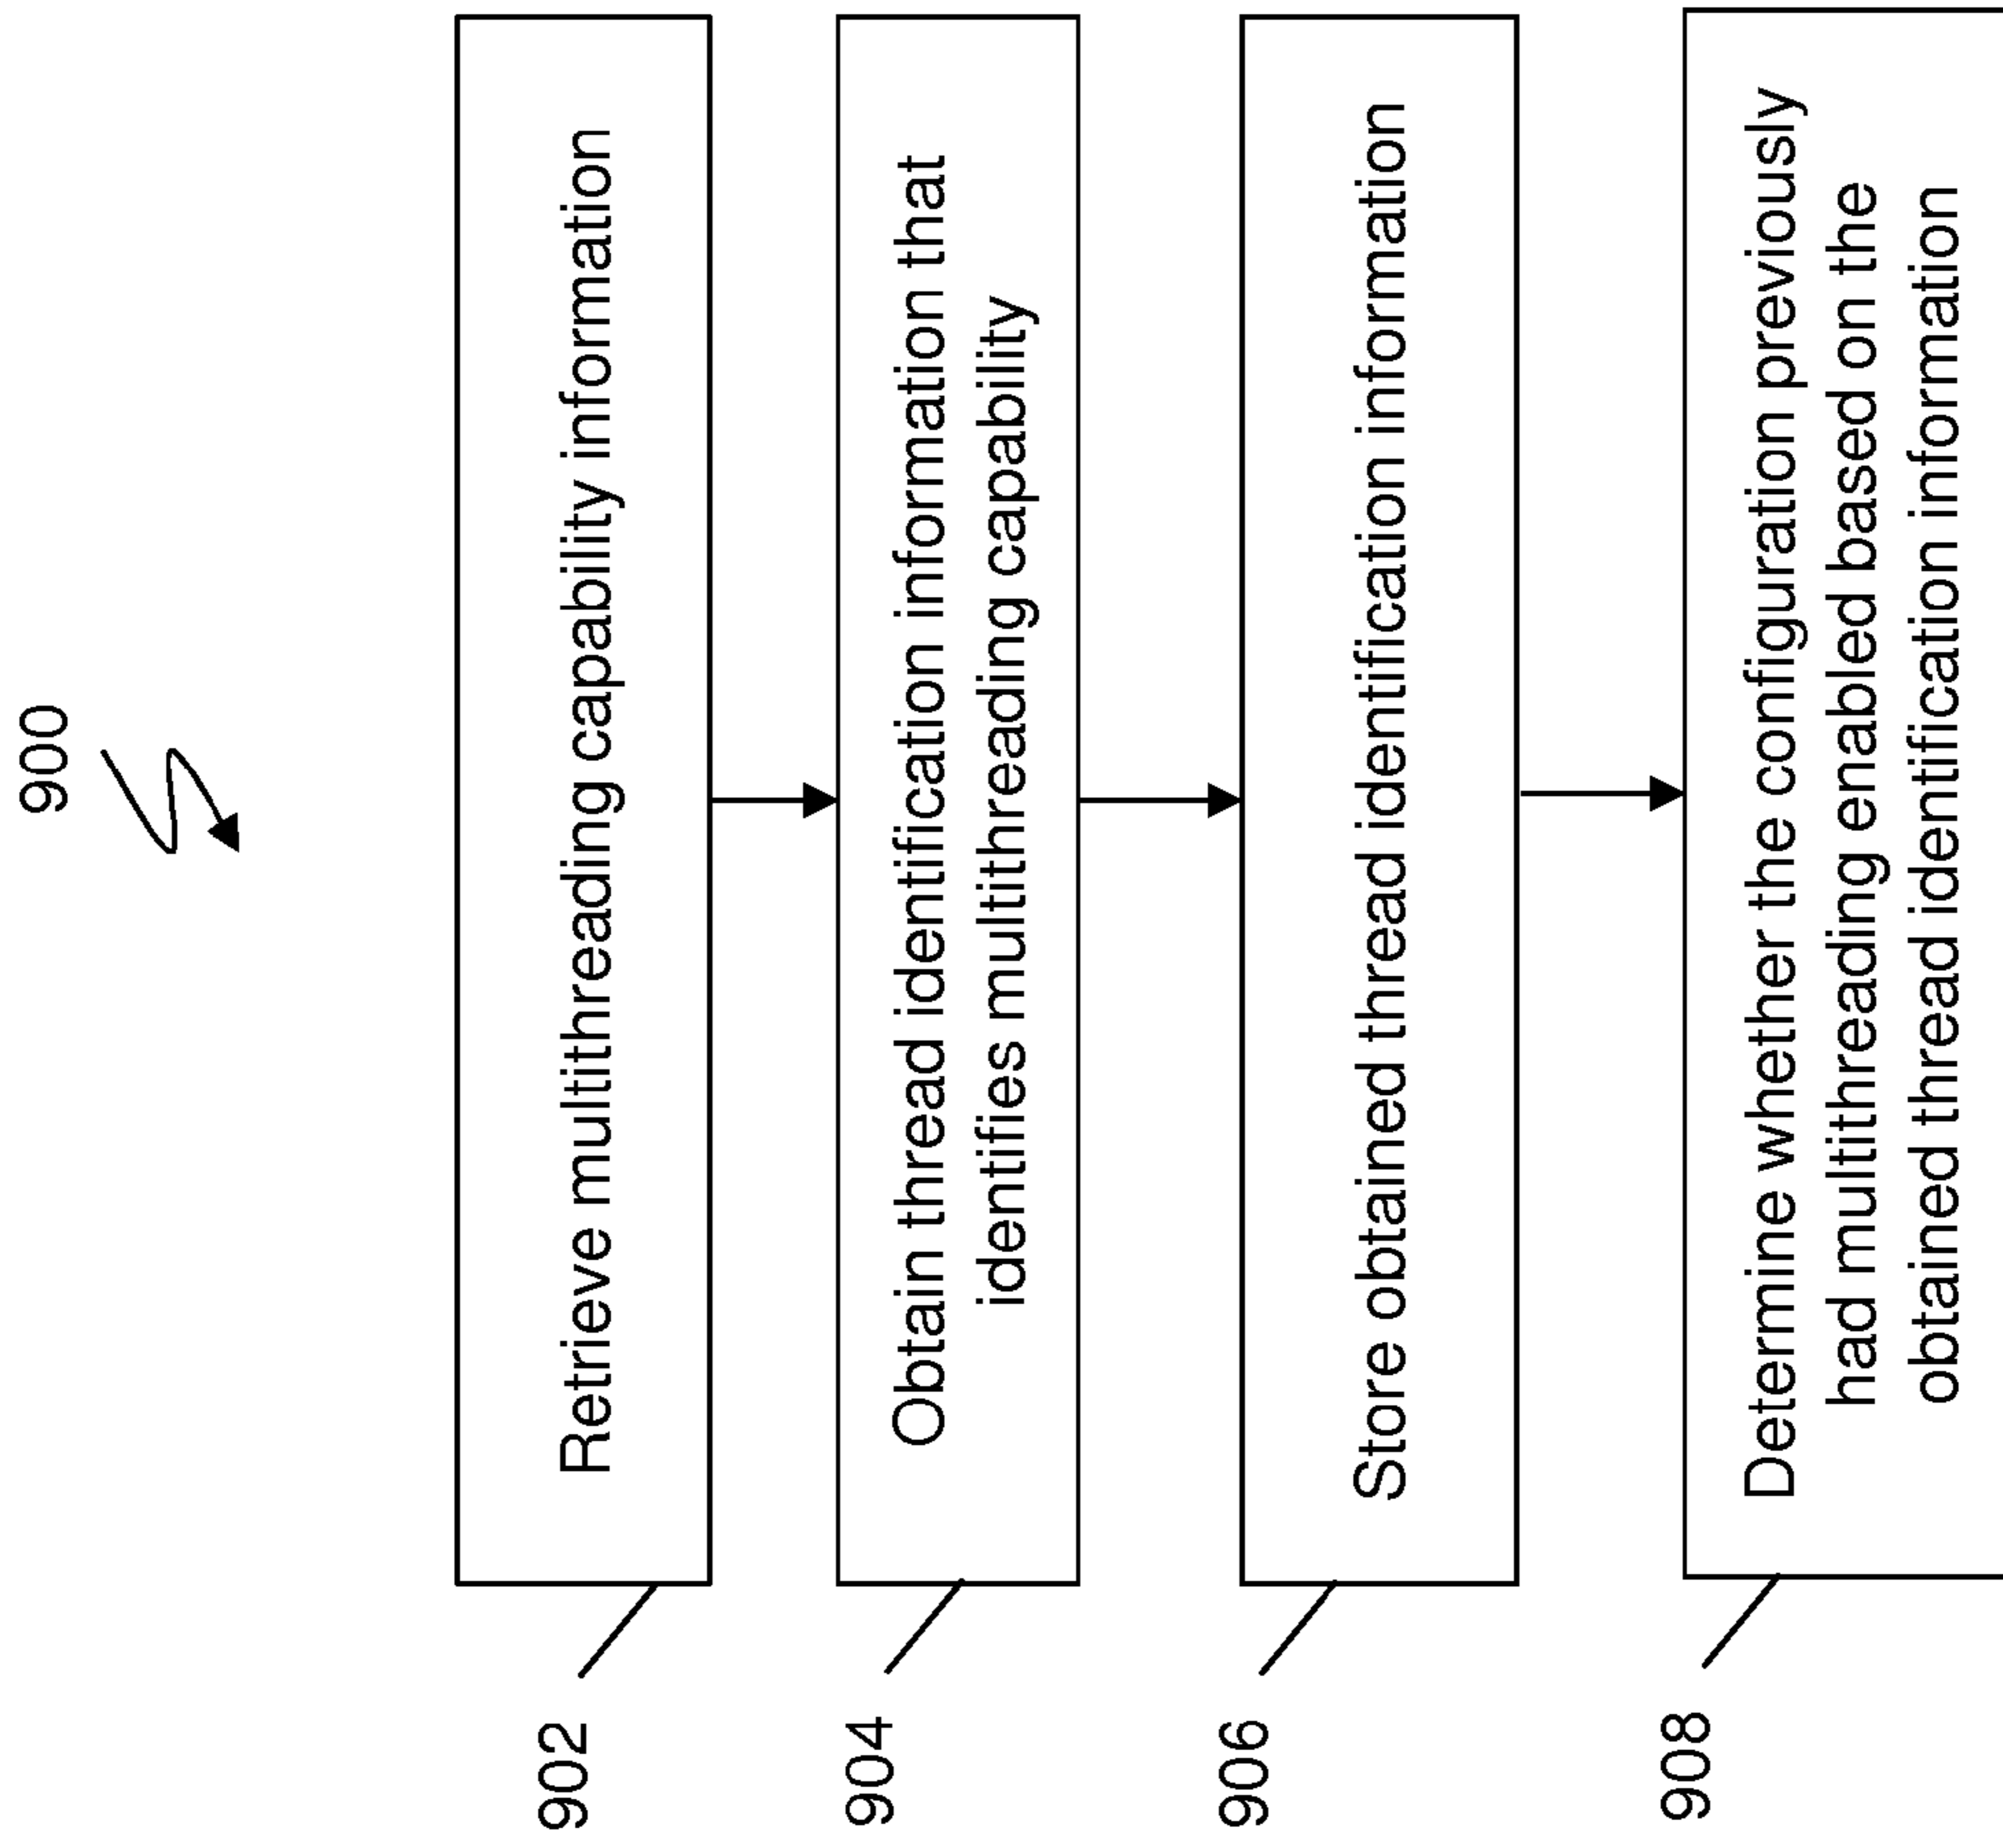 900
902
Retrieve multithreading capability information
904
Obtain thread identification information that
identifies multithreading capability
906
Store obtained thread identification information
908
Determine whether the configuration previously
had multithreading enabled based on the
obtained thread identification information